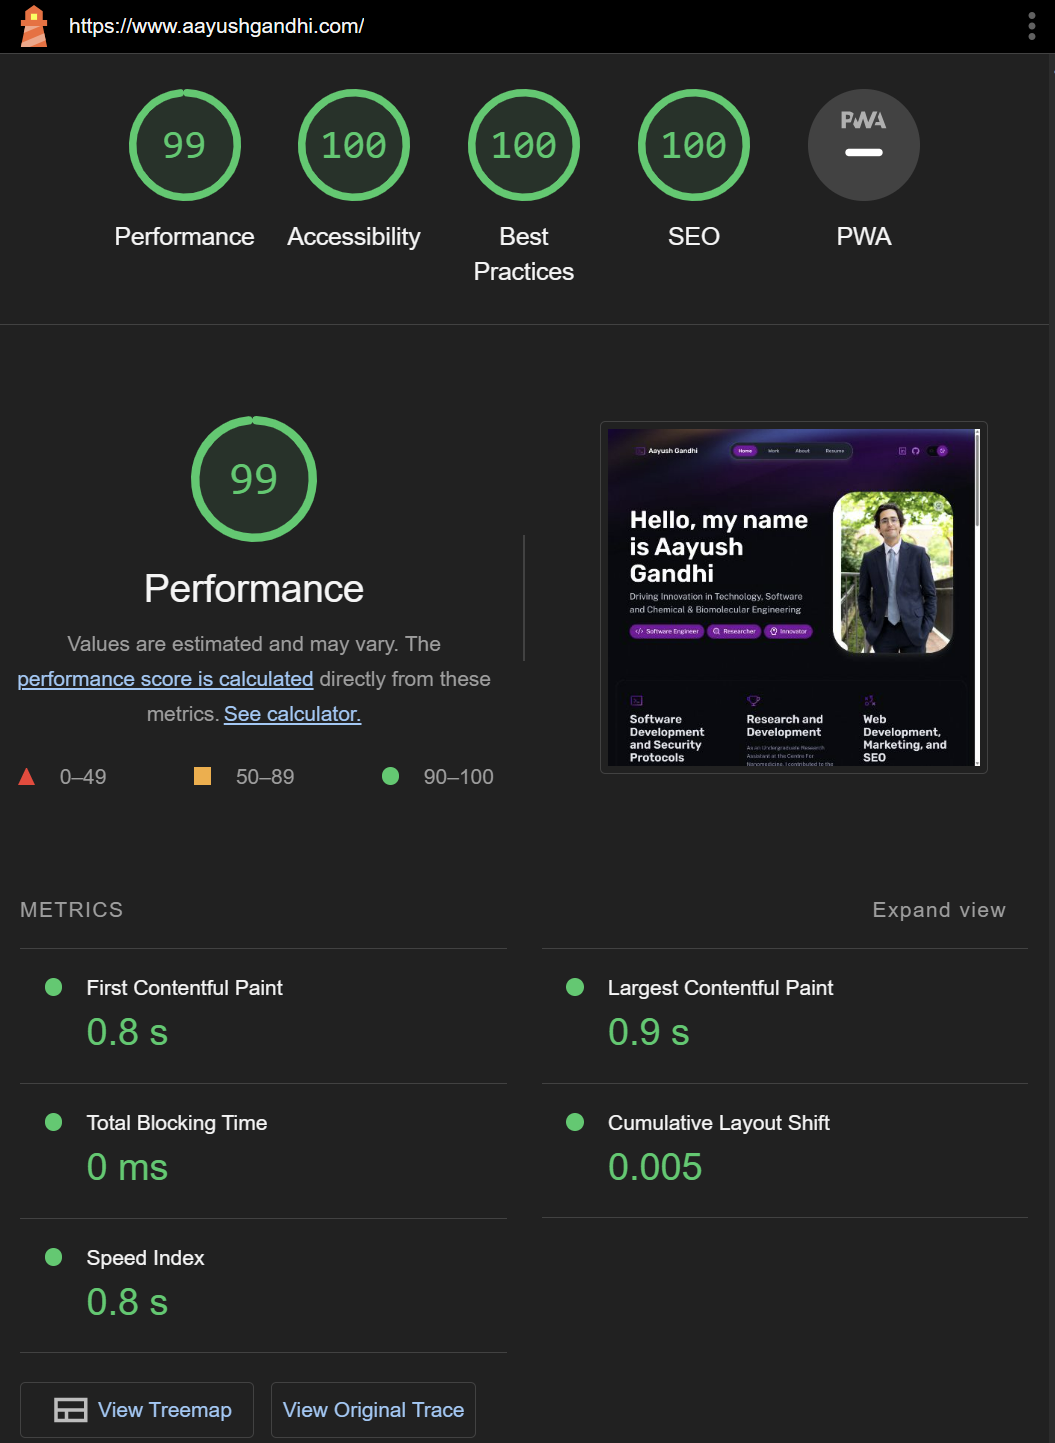 https://www.aayushgandhi.com/
99
100
100
100
PWA
Performance
Accessibility
Best
Practices
SEO
PWA
99
Performance
Values are estimated and may vary. The
performance score is calculated directly from these
metrics. See calculator.
0–49
50–89
90–100
Aayush Gandhi
Home
Work
About
Resume
Hello, my name
is Aayush
Gandhi
Driving Innovation in Technology, Software
and Chemical & Biomolecular Engineering
Software Engineer
Researcher
Innovator
Software
Development
and Security
Protocols
Research and
Development
As an Undergraduate Research
Assistant at the Centre For
Nanomedicine, I contributed to the
Web
Development,
Marketing, and
SEO
METRICS
Expand view
First Contentful Paint
0.8 s
Largest Contentful Paint
0.9 s
Total Blocking Time
0 ms
Cumulative Layout Shift
0.005
Speed Index
0.8 s
View Treemap
View Original Trace